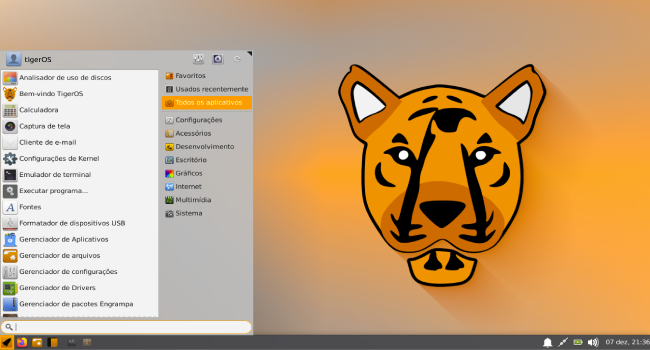 tigerOS
Analisador de uso de discos
Bem-vindo TigerOS
Calculadora
Captura de tela
Cliente de e-mail
Configurações de Kernel
Emulador de terminal
Executar programa...
Fontes
Formatador de dispositivos USB
Gerenciador de Aplicativos
Gerenciador de arquivos
Gerenciador de configurações
Gerenciador de Drivers
Gerenciador de pacotes Engrampa
Favoritos
Usados recentemente
Todos os aplicativos
Configurações
Acessórios
Desenvolvimento
Escritório
Gráficos
Internet
Multimídia
Sistema
07 dez, 21:36